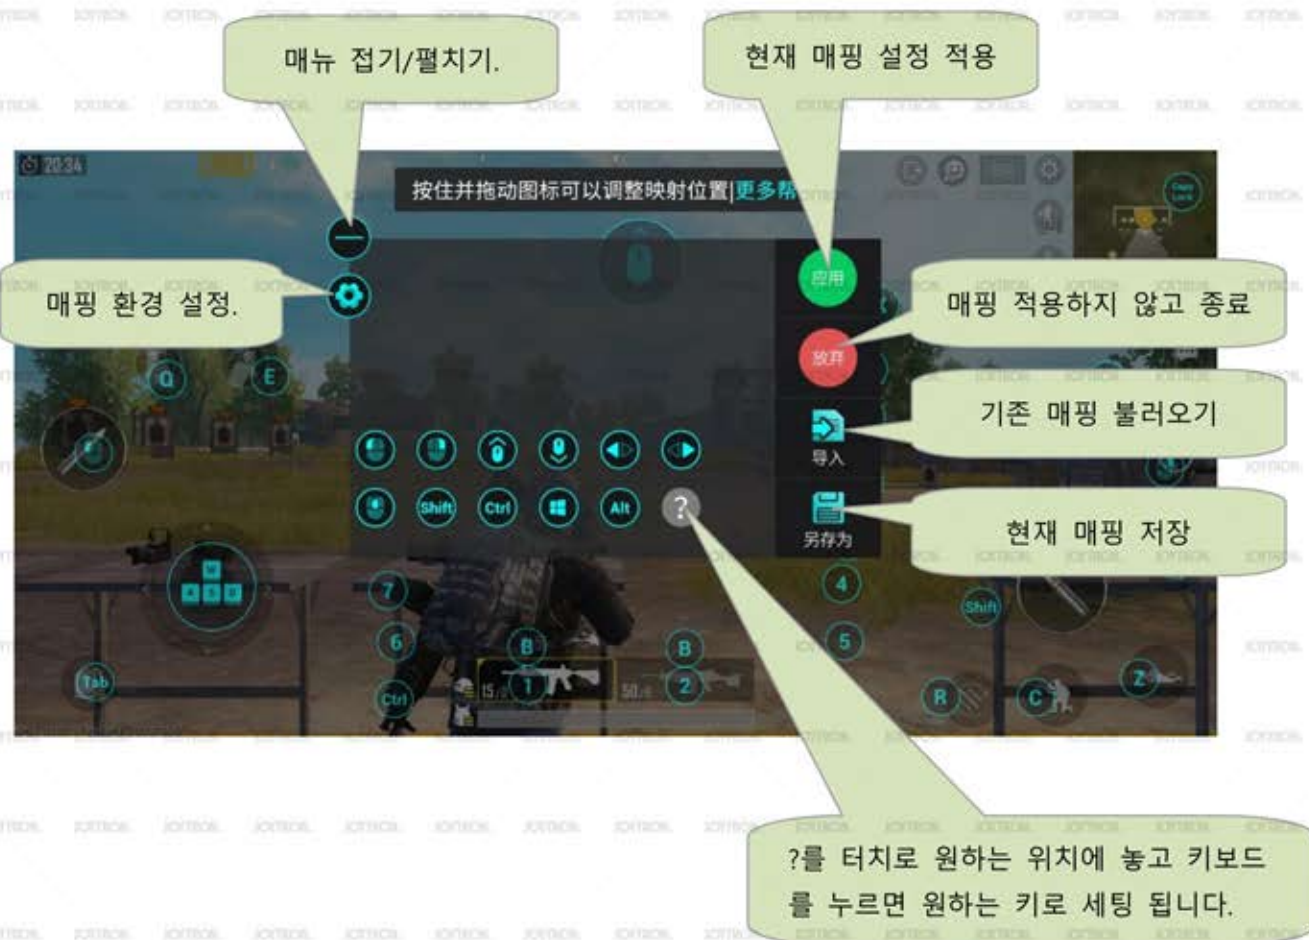 매뉴 접기/펼치기.
현재 매핑 설정 적용
20:34
按住并拖动图标可以调整映射位置|更多帮
매핑 환경 설정.
应用
매핑 적용하지 않고 종료
放弃
Q
E
기존 매핑 불러오기
导入
Shift
Ctrl
Alt
?
另存为
현재 매핑 저장
W
A S D
7
4
Shift
6
B
B
5
Tab
Ctrl
15
1
50
2
R
C
Z
?를 터치로 원하는 위치에 놓고 키보드
를 누르면 원하는 키로 세팅 됩니다.
JOYTRON